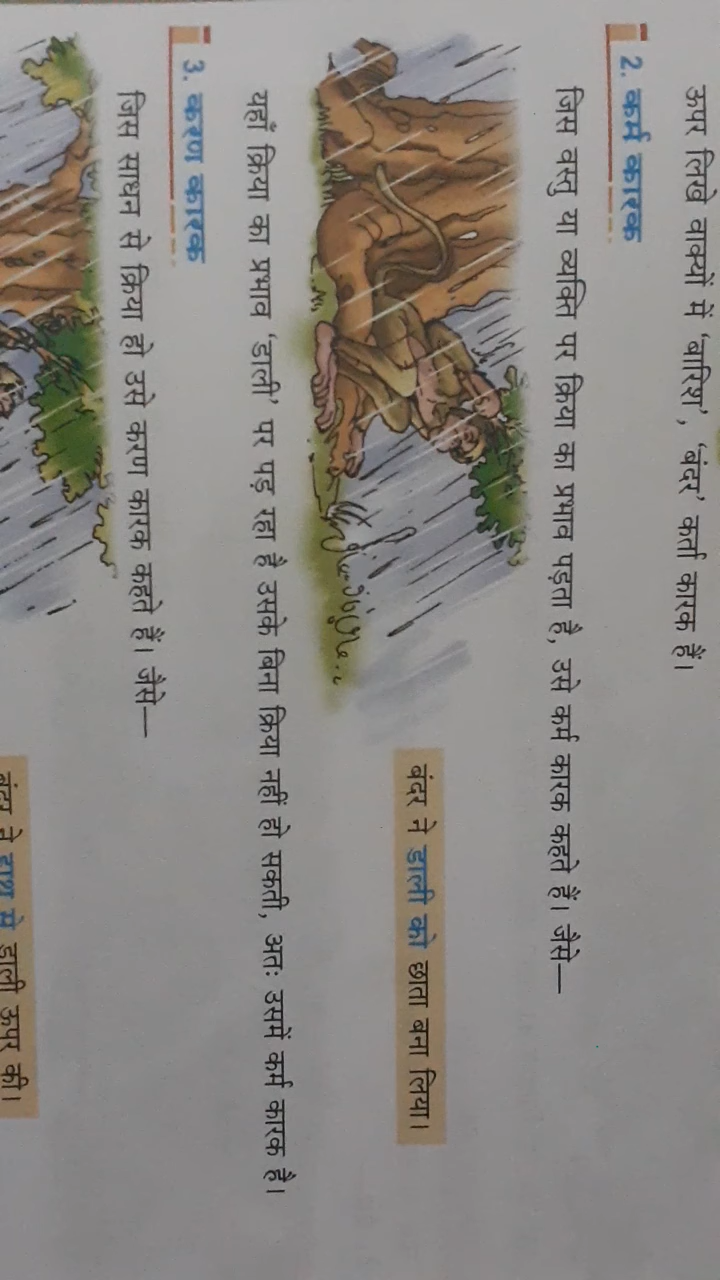 ऊपर लिखे वाक्यों में 'बारिश', 'बंदर' कर्ता कारक हैं।
2. कर्म कारक
जिस वस्तु या व्यक्ति पर क्रिया का प्रभाव पड़ता है, उसे कर्म कारक कहते हैं। जैसे—
बंदर ने डाली को छाता बना लिया।
यहाँ क्रिया का प्रभाव 'डाली' पर पड़ रहा है उसके बिना क्रिया नहीं हो सकती, अतः उसमें कर्म कारक है।
3. करण कारक
जिस साधन से क्रिया हो उसे करण कारक कहते हैं। जैसे—
बंदर ने हाथ से डाली ऊपर की।